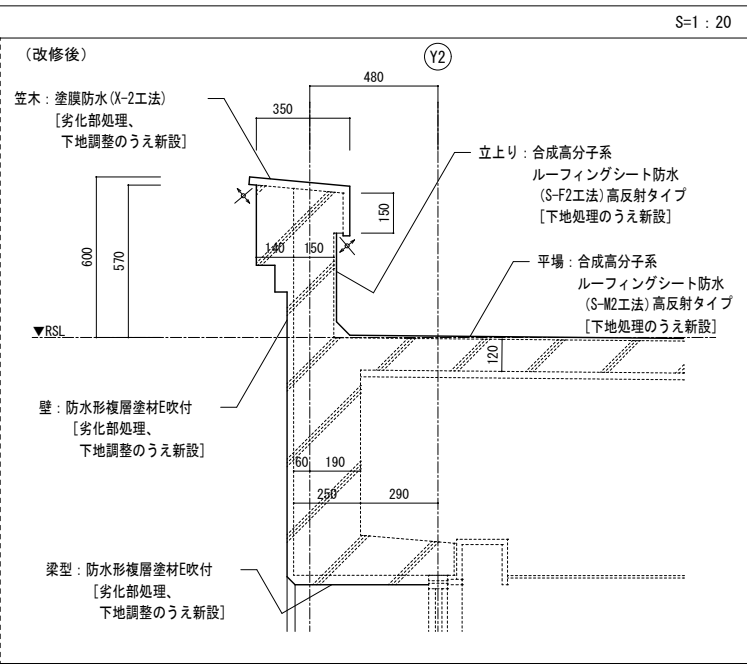 S=1 : 20
(改修後)
Y2
480
笠木：塗膜防水(X-2工法)
[劣化部処理、
下地調整のうえ新設]
350
立上り：合成高分子系
ルーフィングシート防水
(S-F2工法)高反射タイプ
[下地処理のうえ新設]
150
600
570
140
150
平場：合成高分子系
ルーフィングシート防水
(S-M2工法)高反射タイプ
[下地処理のうえ新設]
▼RSL
120
壁：防水形複層塗材E吹付
[劣化部処理、
下地調整のうえ新設]
60
190
250
290
梁型：防水形複層塗材E吹付
[劣化部処理、
下地調整のうえ新設]